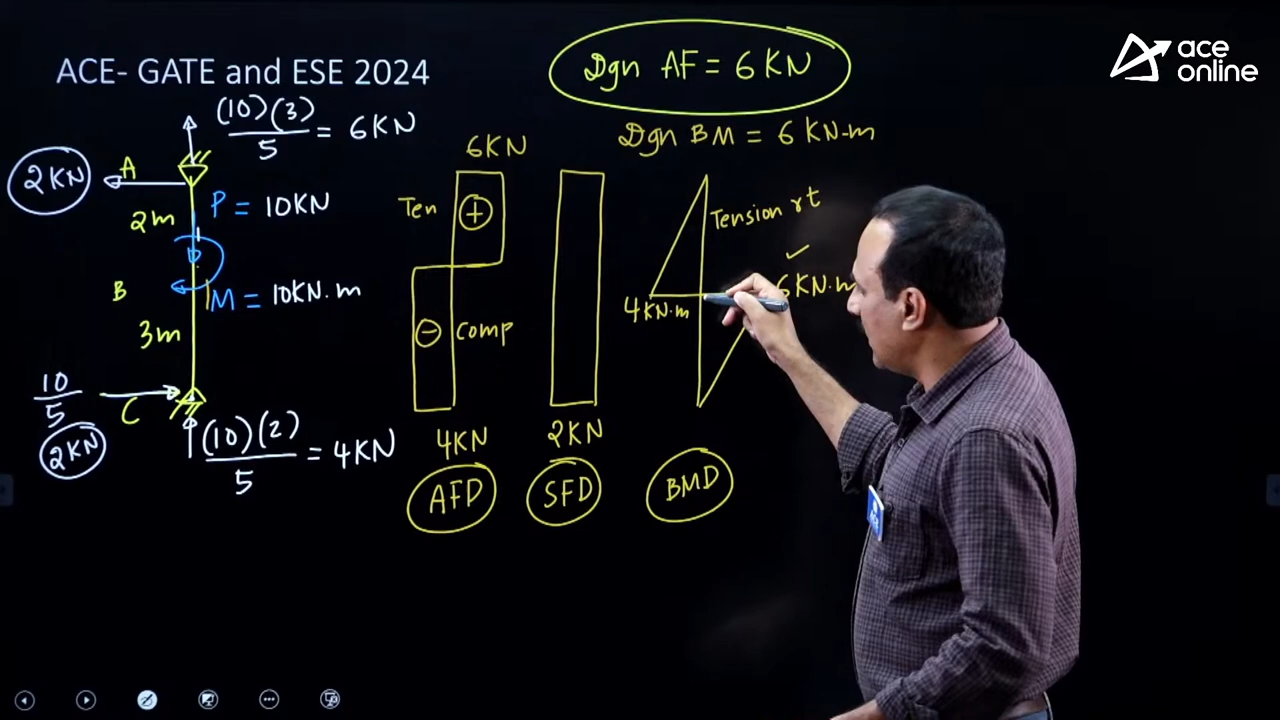 ACE- GATE and ESE 2024
ace
online
Dgn AF = 6 KN
Dgn BM = 6 KN-m
(10)(3)
5
= 6KN
2KN
A
2m
P = 10KN
B
M = 10KN.m
3m
10
5
2KN
C
(10)(2)
5
= 4KN
6KN
Ten
+
−
Comp
4KN
AFD
2KN
SFD
Tension rt
✓
6KN.m
4KN.m
BMD